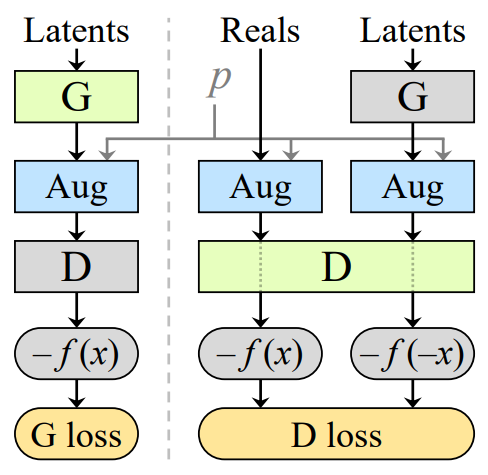 Latents Reals Latents
p
G G
Aug Aug Aug
D D
–f(x) –f(x) –f(–x)
G loss D loss